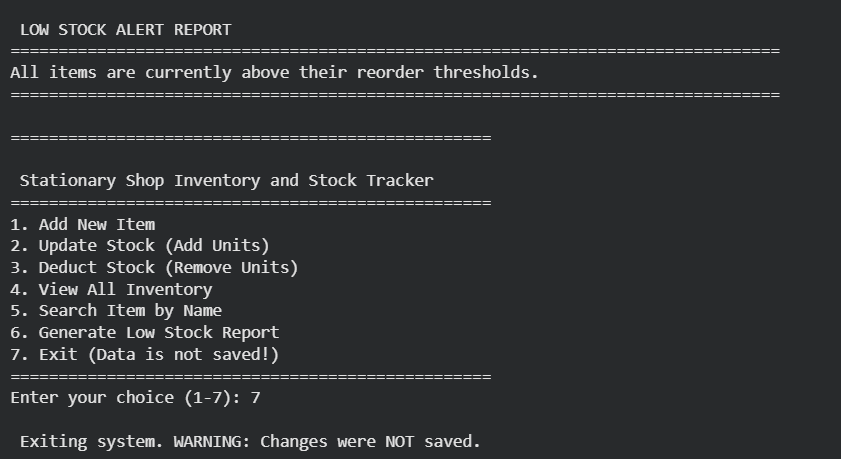 LOW STOCK ALERT REPORT
================================================================================
All items are currently above their reorder thresholds.
================================================================================
==================================================
Stationary Shop Inventory and Stock Tracker
==================================================
1. Add New Item
2. Update Stock (Add Units)
3. Deduct Stock (Remove Units)
4. View All Inventory
5. Search Item by Name
6. Generate Low Stock Report
7. Exit (Data is not saved!)
==================================================
Enter your choice (1-7): 7
Exiting system. WARNING: Changes were NOT saved.